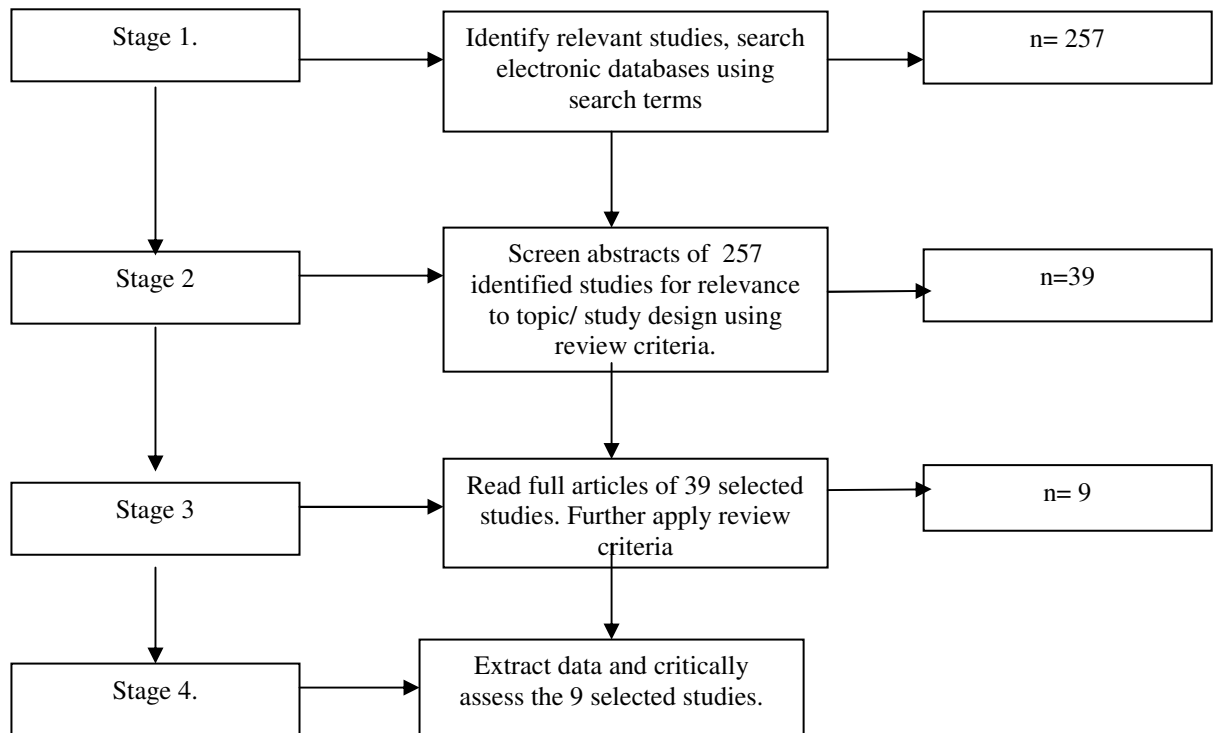 Stage 1.
Identify relevant studies, search
electronic databases using
search terms
n= 257
Stage 2
Screen abstracts of  257
identified studies for relevance
to topic/ study design using
review criteria.
n=39
Stage 3
Read full articles of 39 selected
studies. Further apply review
criteria
n= 9
Stage 4.
Extract data and critically
assess the 9 selected studies.